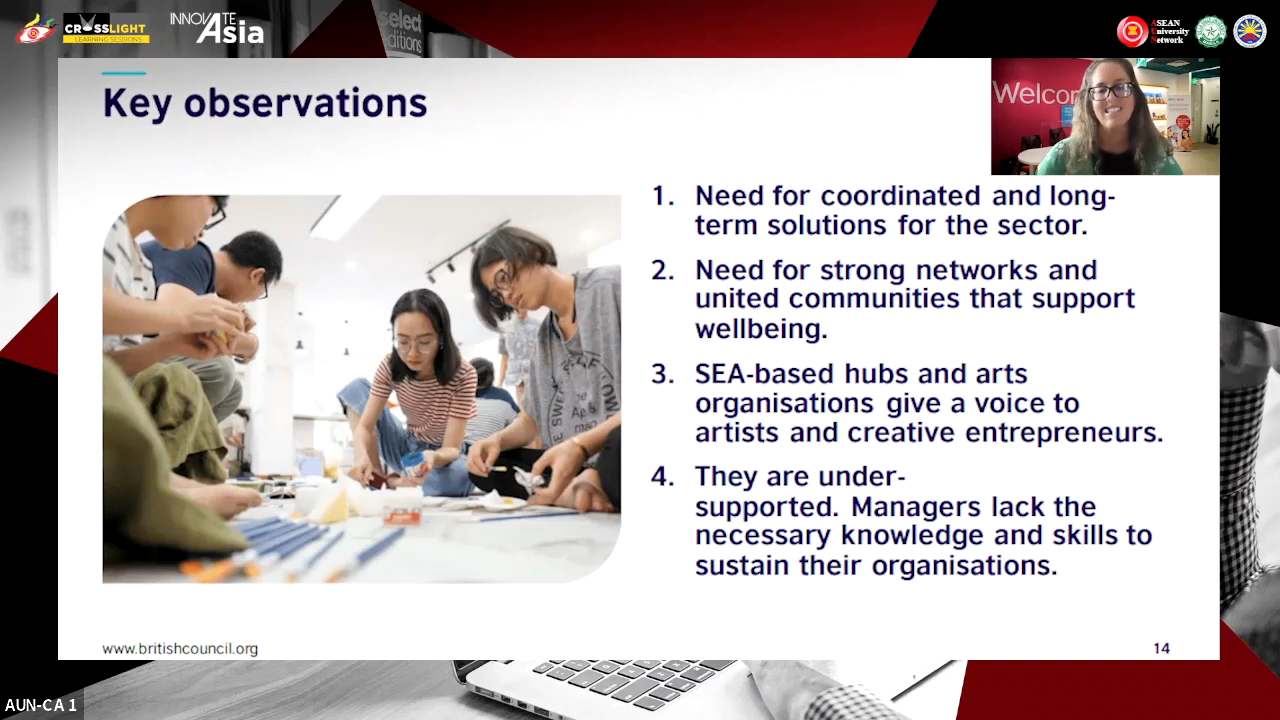 CROSSLIGHT
LEARNING SESSIONS
INNOVATE
Asia
select
ditions
ASEAN
University
Network
Welcom
Key observations
1. Need for coordinated and long-
term solutions for the sector.
2. Need for strong networks and
united communities that support
wellbeing.
3. SEA-based hubs and arts
organisations give a voice to
artists and creative entrepreneurs.
4. They are under-
supported. Managers lack the
necessary knowledge and skills to
sustain their organisations.
www.britishcouncil.org
14
AUN-CA 1